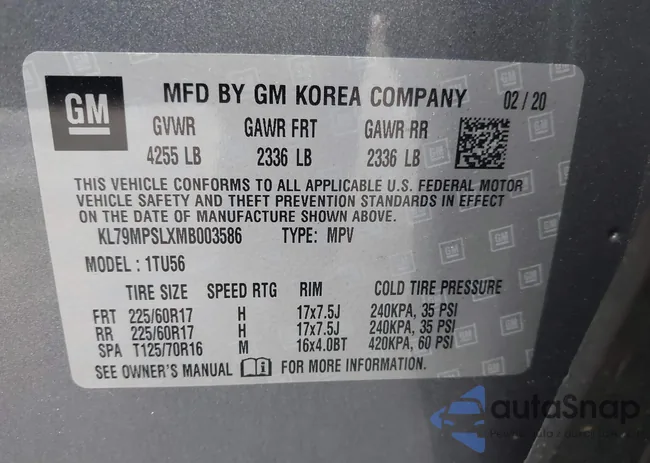 GM
MFD BY GM KOREA COMPANY 02 / 20
GVWR GAWR FRT GAWR RR
4255 LB 2336 LB 2336 LB
THIS VEHICLE CONFORMS TO ALL APPLICABLE U.S. FEDERAL MOTOR
VEHICLE SAFETY AND THEFT PREVENTION STANDARDS IN EFFECT
ON THE DATE OF MANUFACTURE SHOWN ABOVE.
KL79MPSLXMB003586 TYPE: MPV
MODEL : 1TU56
TIRE SIZE SPEED RTG RIM COLD TIRE PRESSURE
FRT 225/60R17 H 17x7.5J 240KPA, 35 PSI
RR 225/60R17 H 17x7.5J 240KPA, 35 PSI
SPA T125/70R16 M 16x4.0BT 420KPA, 60 PSI
SEE OWNER'S MANUAL FOR MORE INFORMATION.
autaSnap